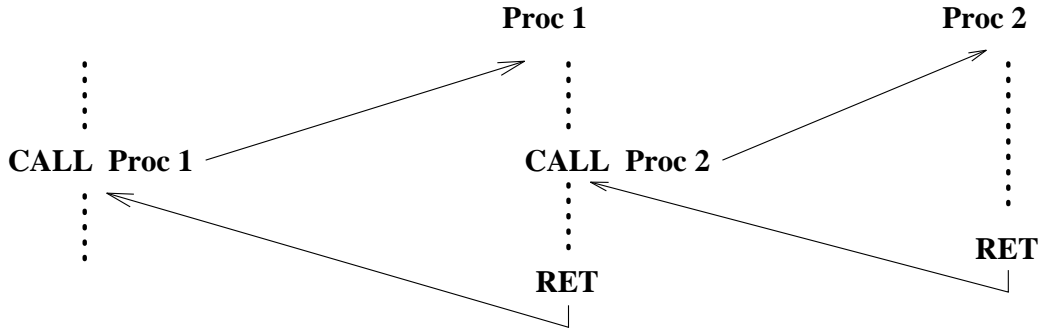 Proc 1
Proc 2
CALL Proc 1
CALL Proc 2
RET
RET